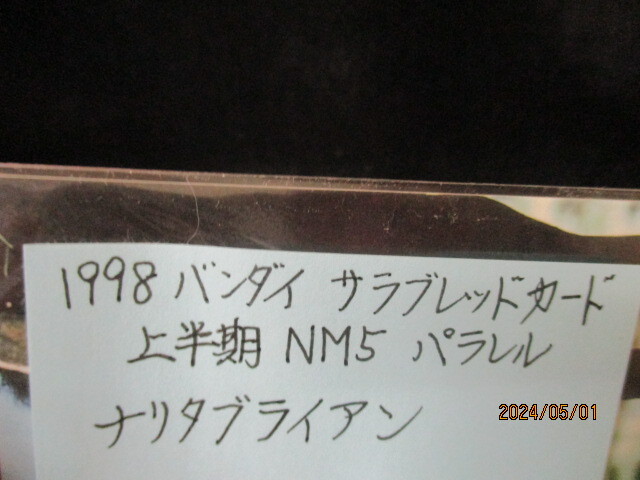 1998 バンダイ サラブレッドカード
上半期 NM5 パラレル
ナリタブライアン
2024/05/01